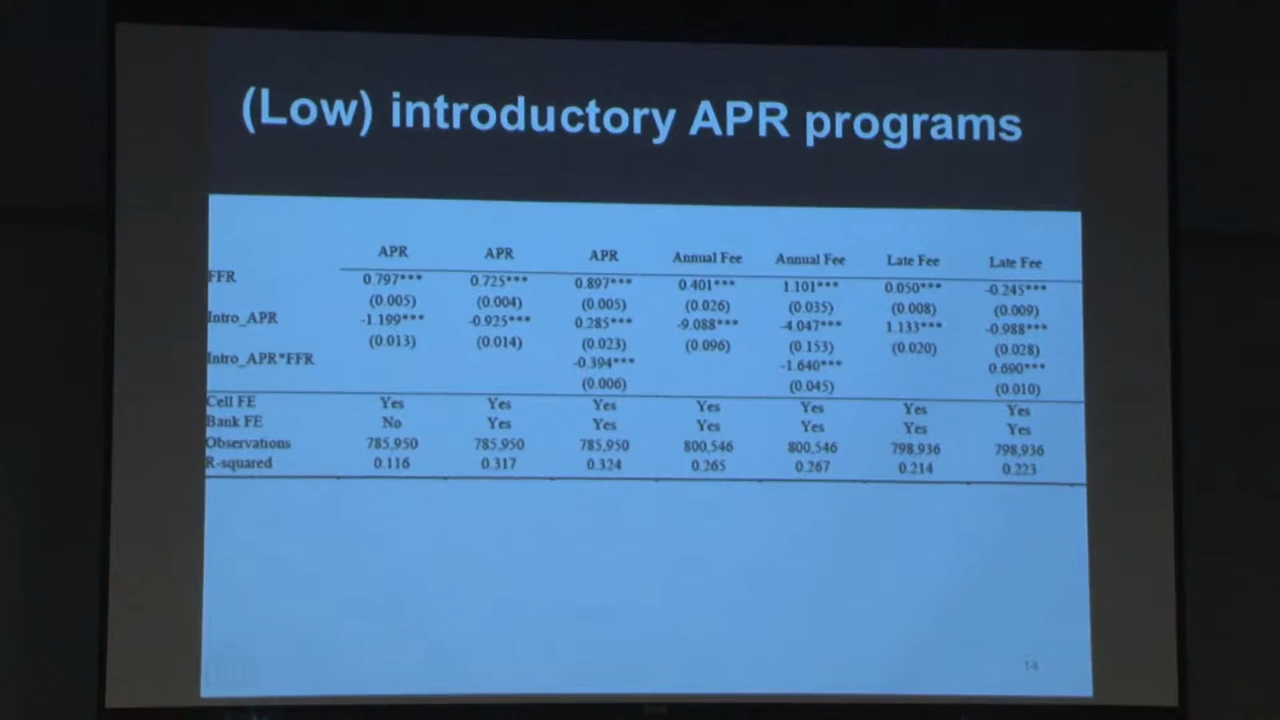 (Low) introductory APR programs
APR APR APR Annual Fee Annual Fee Late Fee Late Fee
FFR 0.797*** 0.725*** 0.897*** 0.401*** 1.101*** 0.050*** -0.245***
(0.005) (0.004) (0.005) (0.026) (0.035) (0.008) (0.009)
Intro_APR -1.199*** -0.925*** 0.285*** -9.088*** -4.047*** 1.133*** -0.988***
(0.013) (0.014) (0.023) (0.096) (0.153) (0.020) (0.028)
Intro_APR*FFR -0.394*** -1.640*** 0.690***
(0.006) (0.045) (0.010)
Cell FE Yes Yes Yes Yes Yes Yes Yes
Bank FE No Yes Yes Yes Yes Yes Yes
Observations 785,950 785,950 785,950 800,546 800,546 798,936 798,936
R-squared 0.116 0.317 0.324 0.265 0.267 0.214 0.223
14